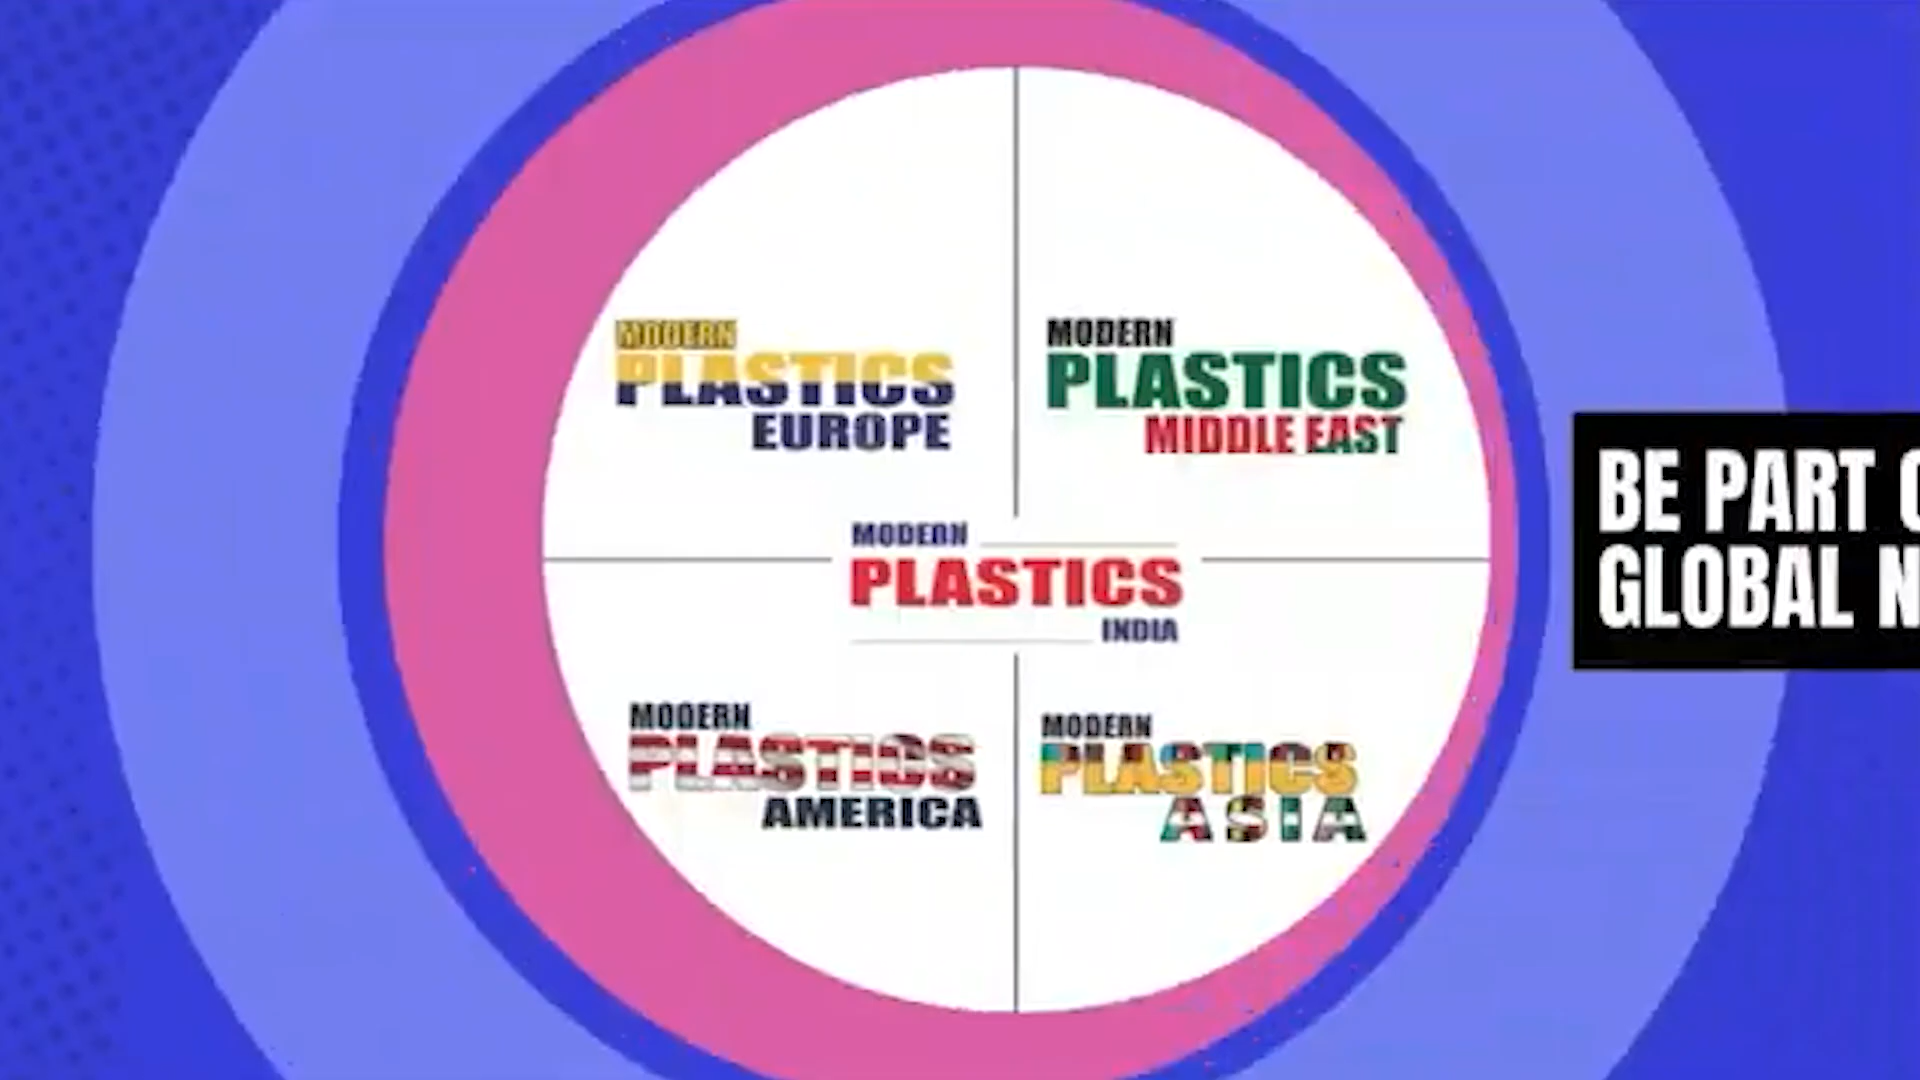 MODERN
PLASTICS
EUROPE
MODERN
PLASTICS
MIDDLE EAST
MODERN
PLASTICS
INDIA
MODERN
PLASTICS
AMERICA
MODERN
PLASTICS
ASIA
BE PART
GLOBAL